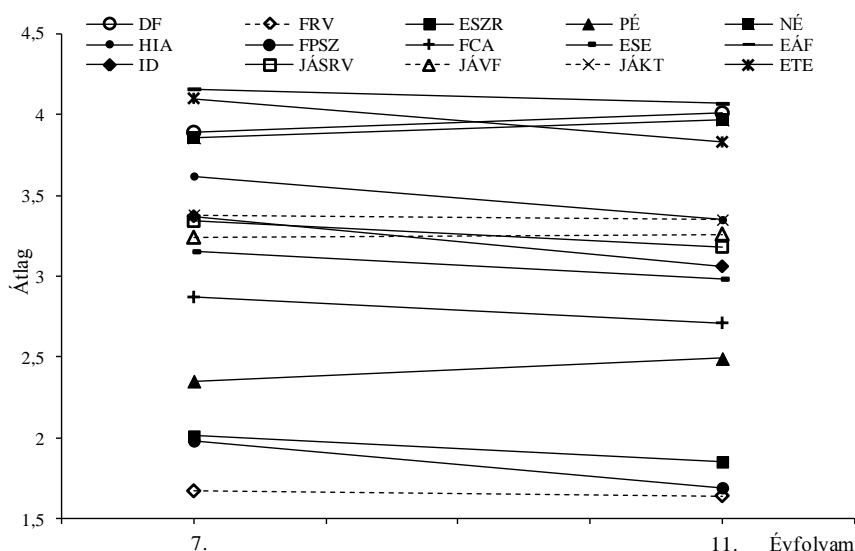 DF FRV ESZR PÉ NÉ
HIA FPSZ FCA ESE EÁF
ID JÁSRV JÁVF JÁKT ETE
4,5
4
3,5
3
2,5
2
1,5
Átlag
7. 11. Évfolyam